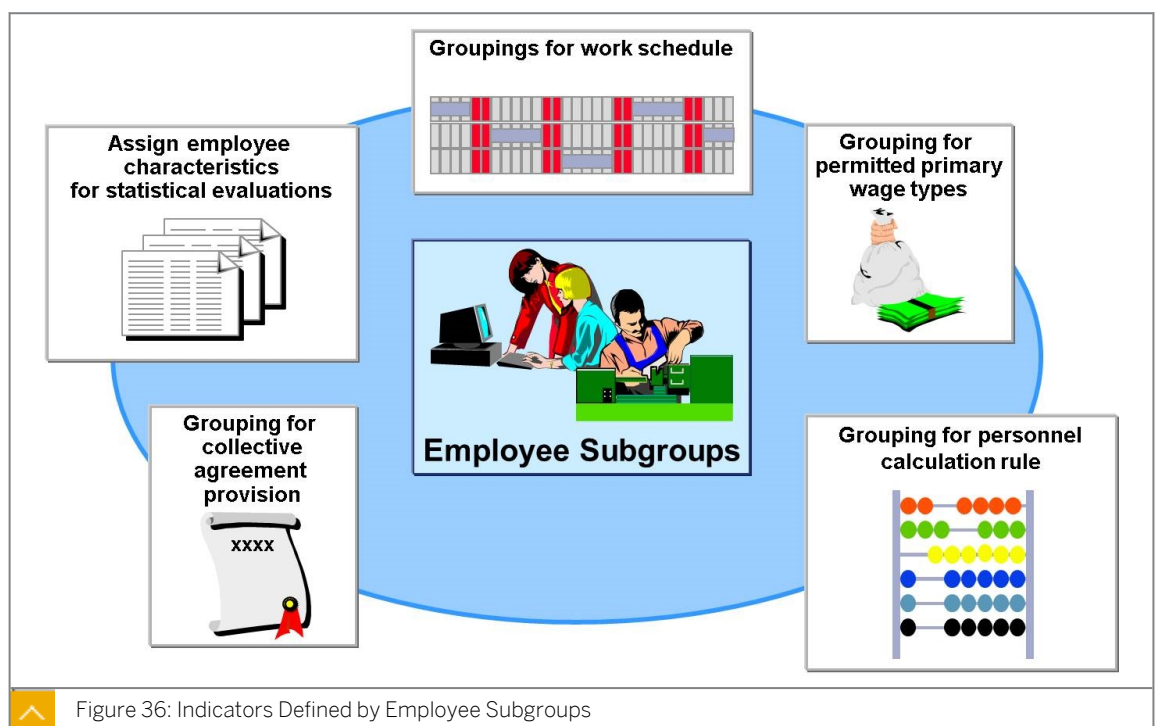 Groupings for work schedule
Assign employee
characteristics
for statistical evaluations
Grouping for
permitted primary
wage types
Employee Subgroups
Grouping for
collective
agreement
provision
xxxx
Grouping for personnel
calculation rule
Figure 36: Indicators Defined by Employee Subgroups